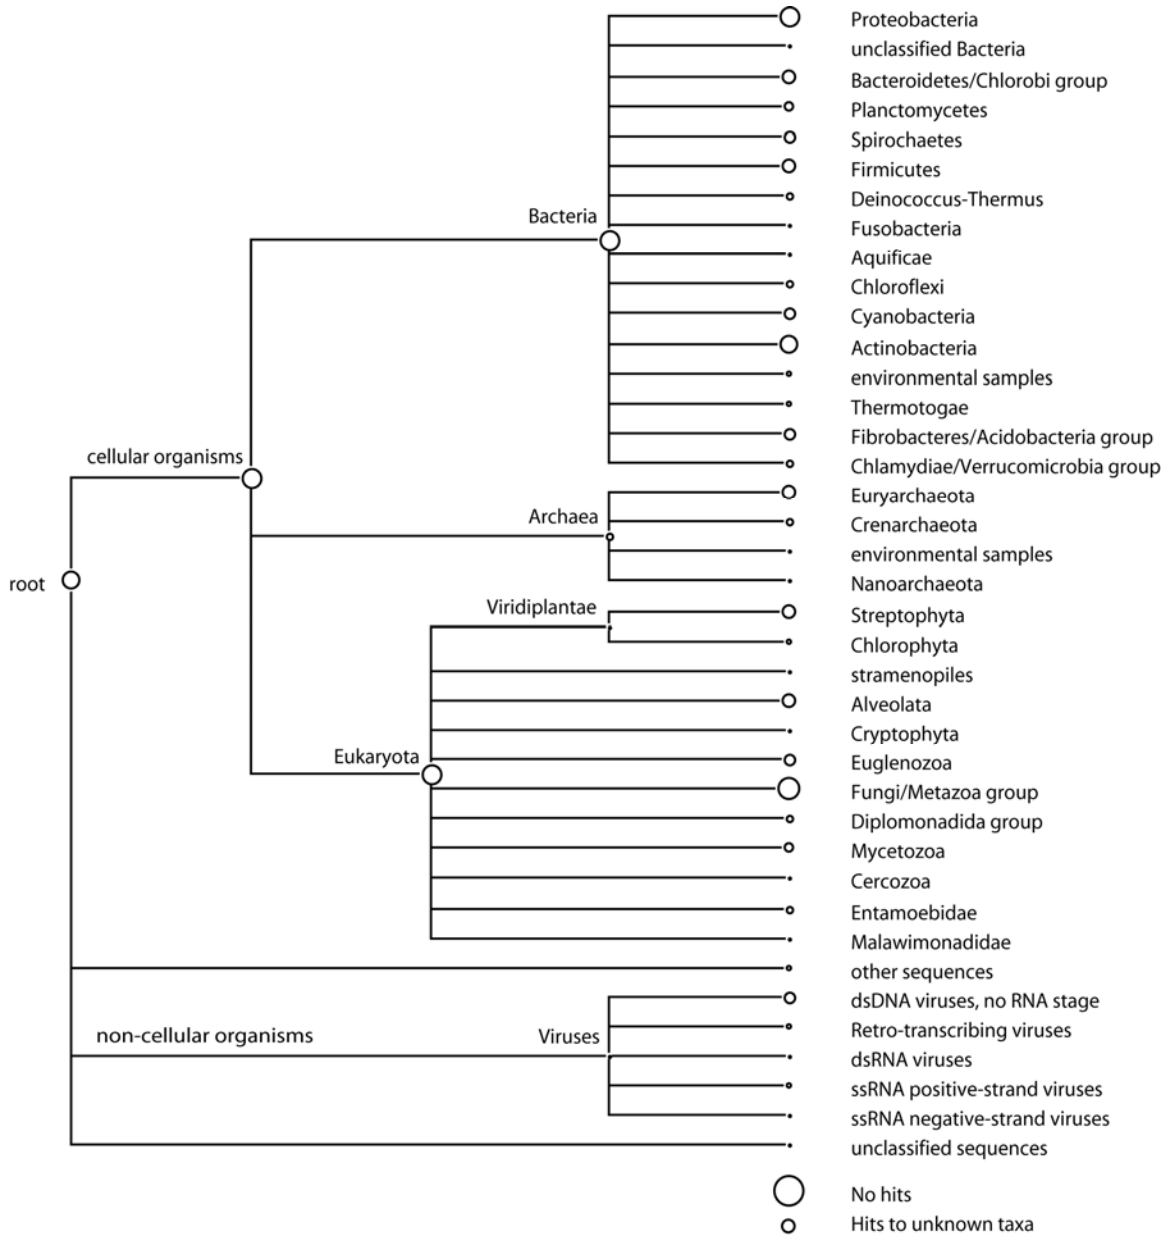 Proteobacteria
unclassified Bacteria
Bacteroidetes/Chlorobi group
Planctomycetes
Spirochaetes
Firmicutes
Deinococcus-Thermus
Bacteria
Fusobacteria
Aquificae
Chloroflexi
Cyanobacteria
Actinobacteria
environmental samples
Thermotogae
Fibrobacteres/Acidobacteria group
cellular organisms
Chlamydiae/Verrucomicrobia group
Euryarchaeota
Archaea
Crenarchaeota
environmental samples
root
Nanoarchaeota
Viridiplantae
Streptophyta
Chlorophyta
stramenopiles
Alveolata
Cryptophyta
Eukaryota
Euglenozoa
Fungi/Metazoa group
Diplomonadida group
Mycetozoa
Cercozoa
Entamoebidae
Malawimonadidae
other sequences
dsDNA viruses, no RNA stage
non-cellular organisms
Viruses
Retro-transcribing viruses
dsRNA viruses
ssRNA positive-strand viruses
ssRNA negative-strand viruses
unclassified sequences
No hits
Hits to unknown taxa